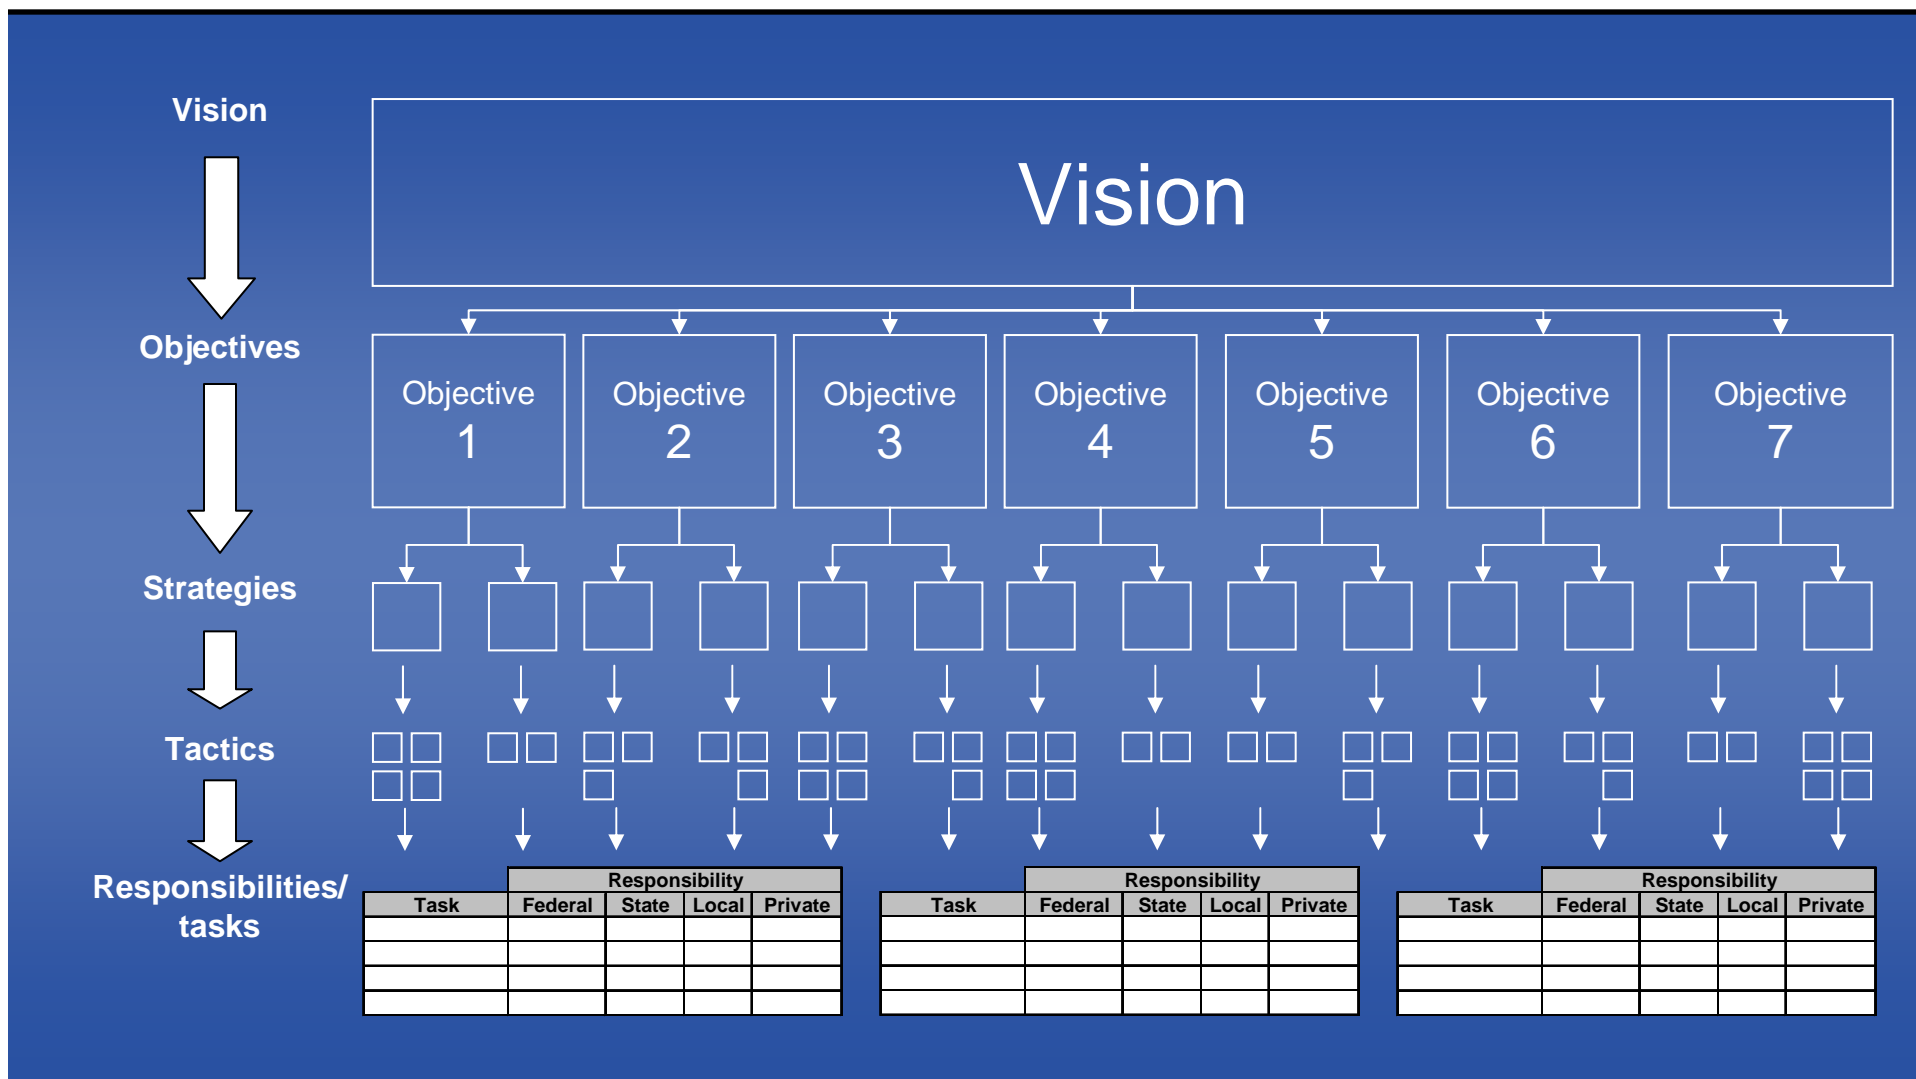 Vision
Vision
Objectives
Objective
1
Objective
2
Objective
3
Objective
4
Objective
5
Objective
6
Objective
7
Strategies
Tactics
Responsibilities/
tasks
Responsibility
Task Federal State Local Private
Responsibility
Task Federal State Local Private
Responsibility
Task Federal State Local Private